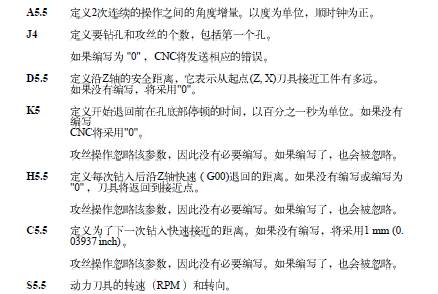 A5.5 定义2次连续的操作之间的角度增量。以度为单位，顺时钟为正。
J4 定义要钻孔和攻丝的个数，包括第一个孔。
如果编写为 "0" ，CNC将发送相应的错误。
D5.5 定义沿Z轴的安全距离，它表示从起点(Z, X)刀具接近工件有多远。
如果没有编写，将采用"0"。
K5 定义开始退回前在孔底部停顿的时间，以百分之一秒为单位。如果没有
编写
CNC将采用"0"。
攻丝操作忽略该参数，因此没有必要编写。如果编写了，也会被忽略。
H5.5 定义每次钻入后沿Z轴快速 ( G00)退回的距离。如果没有编写或编写为
"0" ，刀具将返回到接近点。
攻丝操作忽略该参数，因此没有必要编写。如果编写了，也会被忽略。
C5.5 定义为了下一次钻入快速接近的距离。如果没有编写，将采用1 mm (0.
03937 inch)。
攻丝操作忽略该参数，因此没有必要编写。如果编写了，也会被忽略。
S5.5 动力刀具的转速（RPM ）和转向。